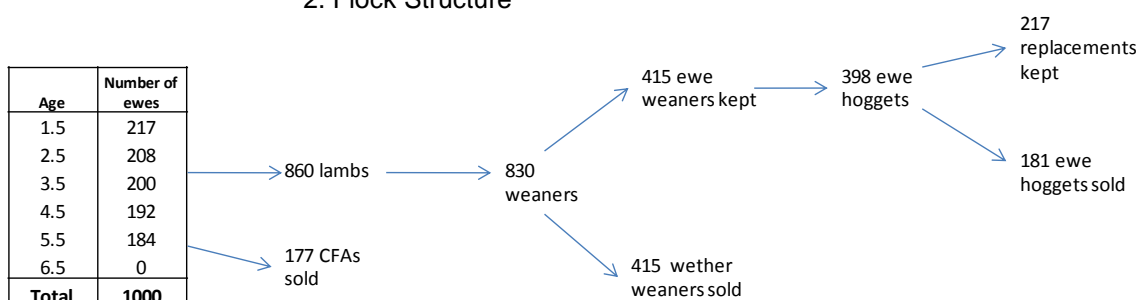 2. Flock Structure
Age Number of ewes
1.5 217
2.5 208
3.5 200
4.5 192
5.5 184
6.5 0
Total 1000
860 lambs
177 CFAs
sold
830
weaners
415 ewe
weaners kept
415 wether
weaners sold
398 ewe
hoggets
217
replacements
kept
181 ewe
hoggets sold